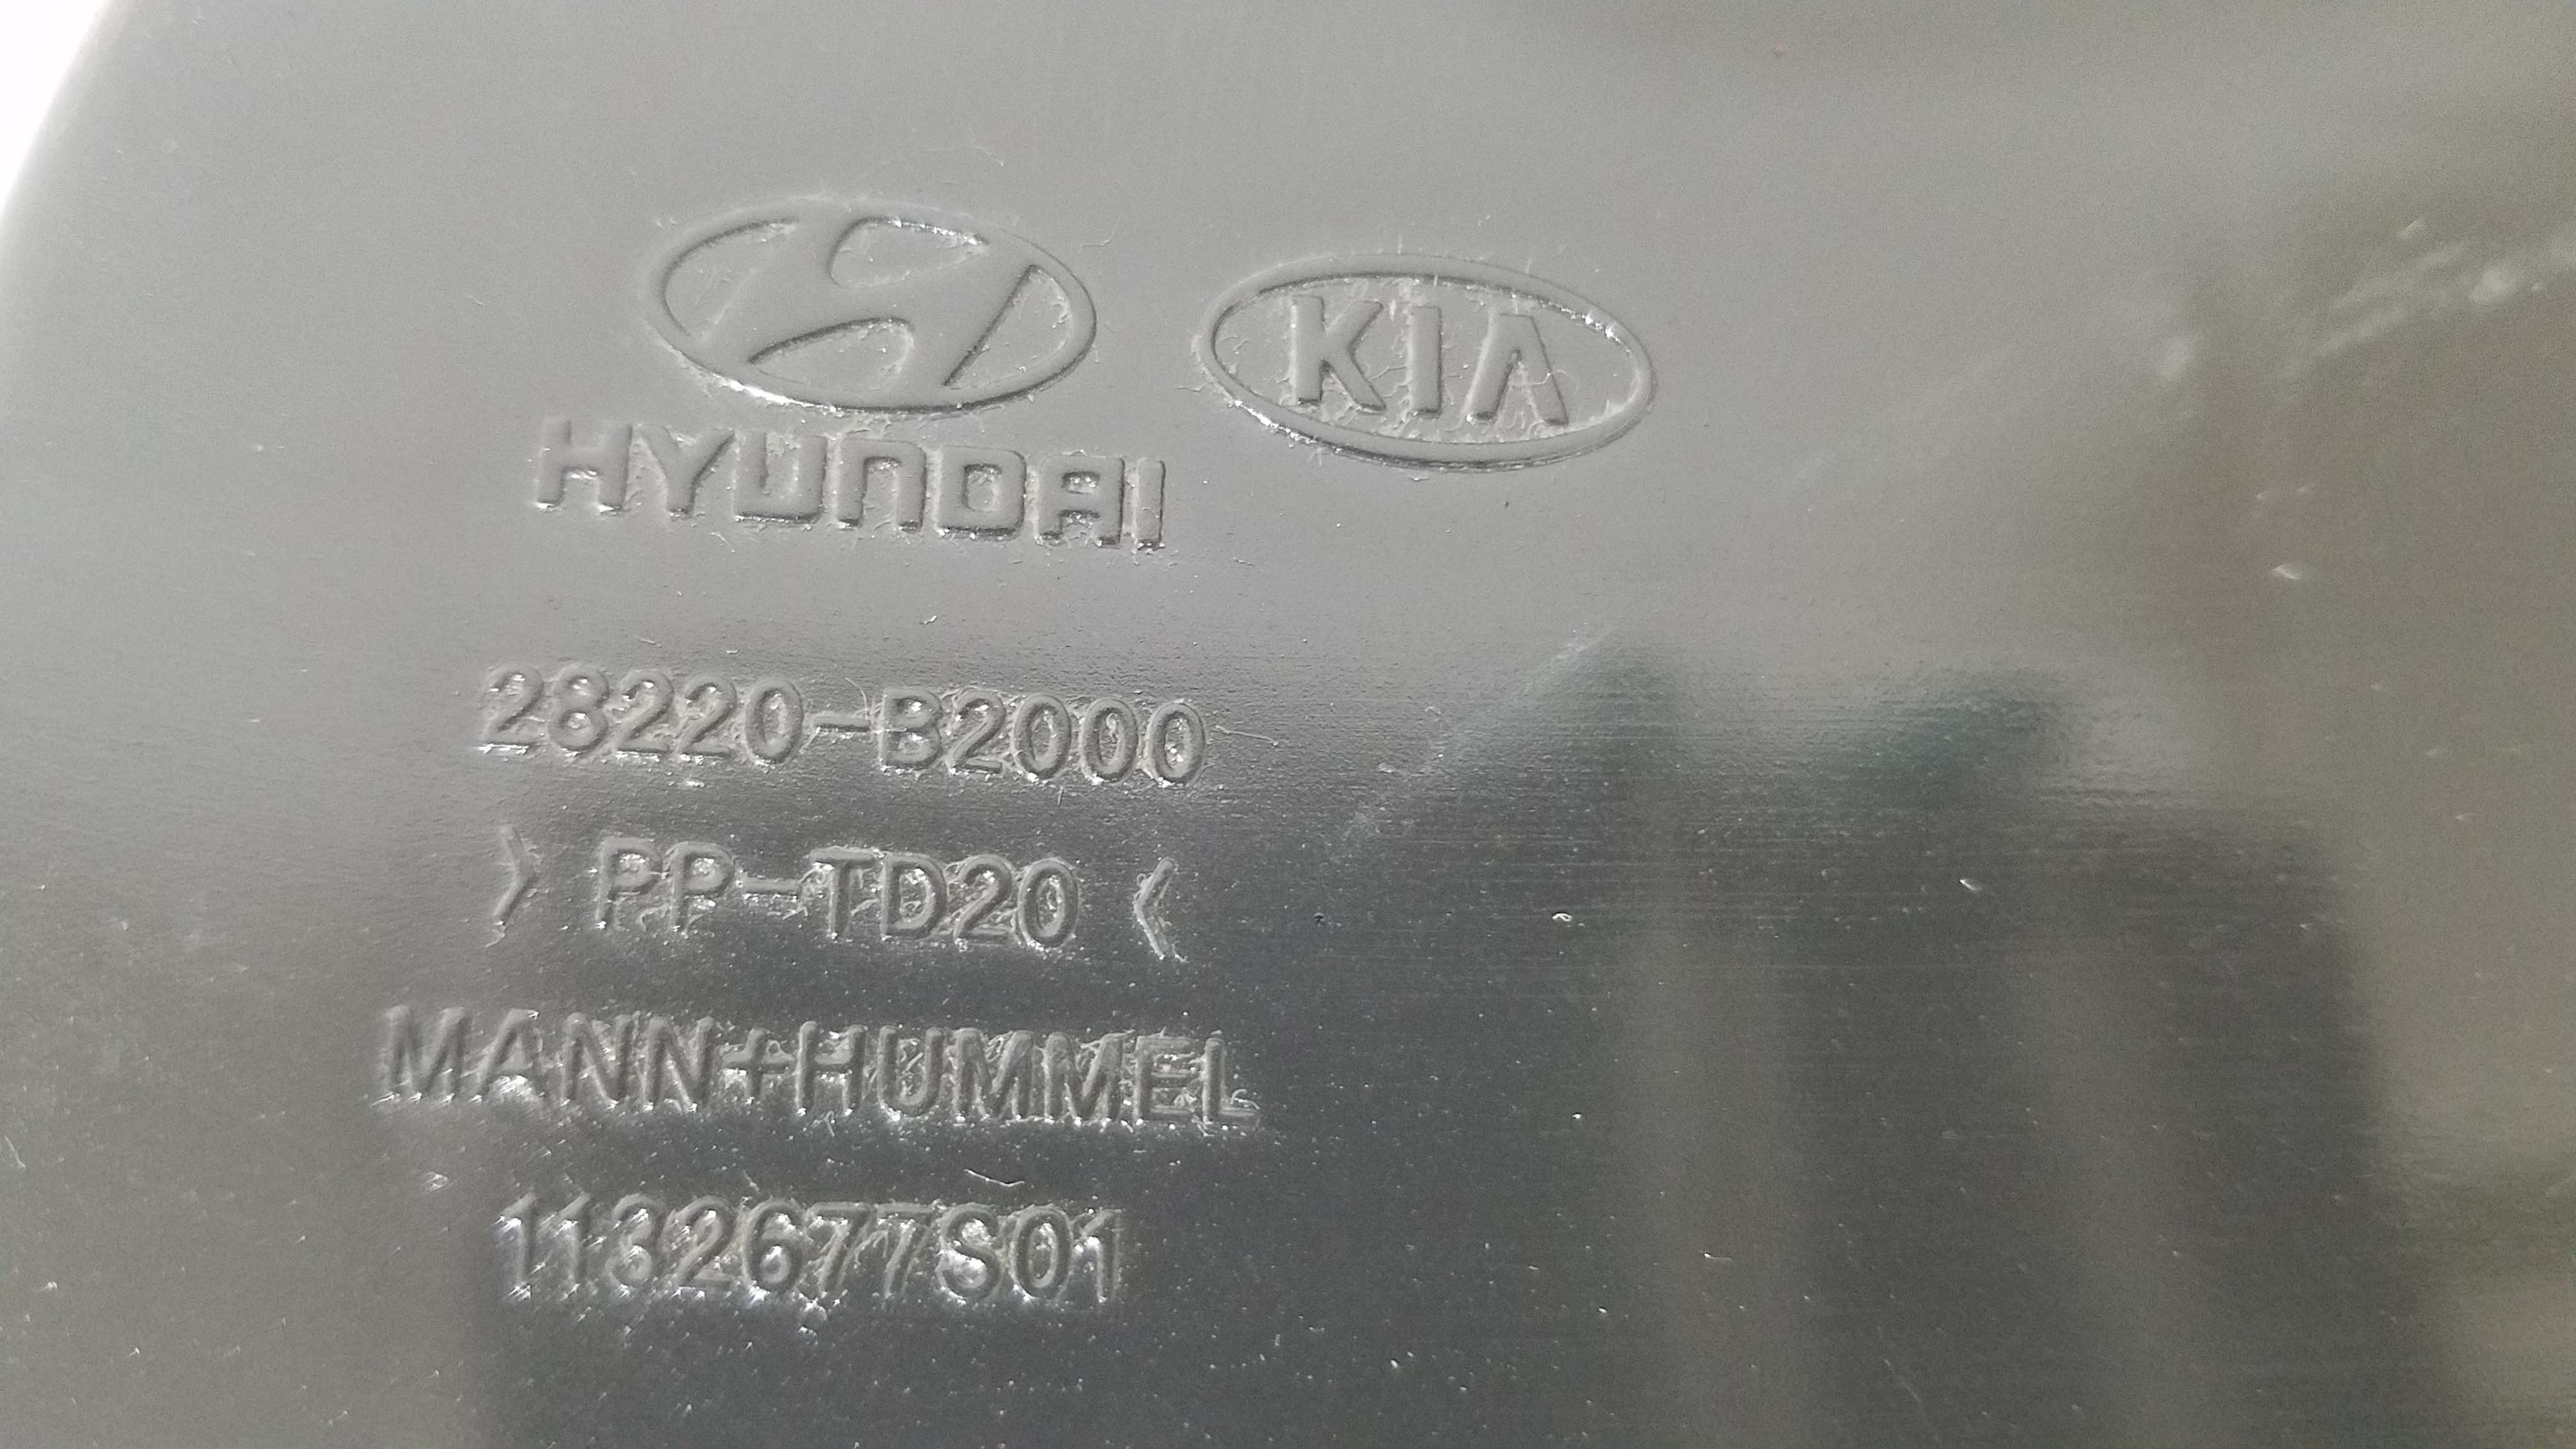 KIA
HYUNDAI
28220-B2000
>PP-TD20<
MANN+HUMMEL
1132677S01